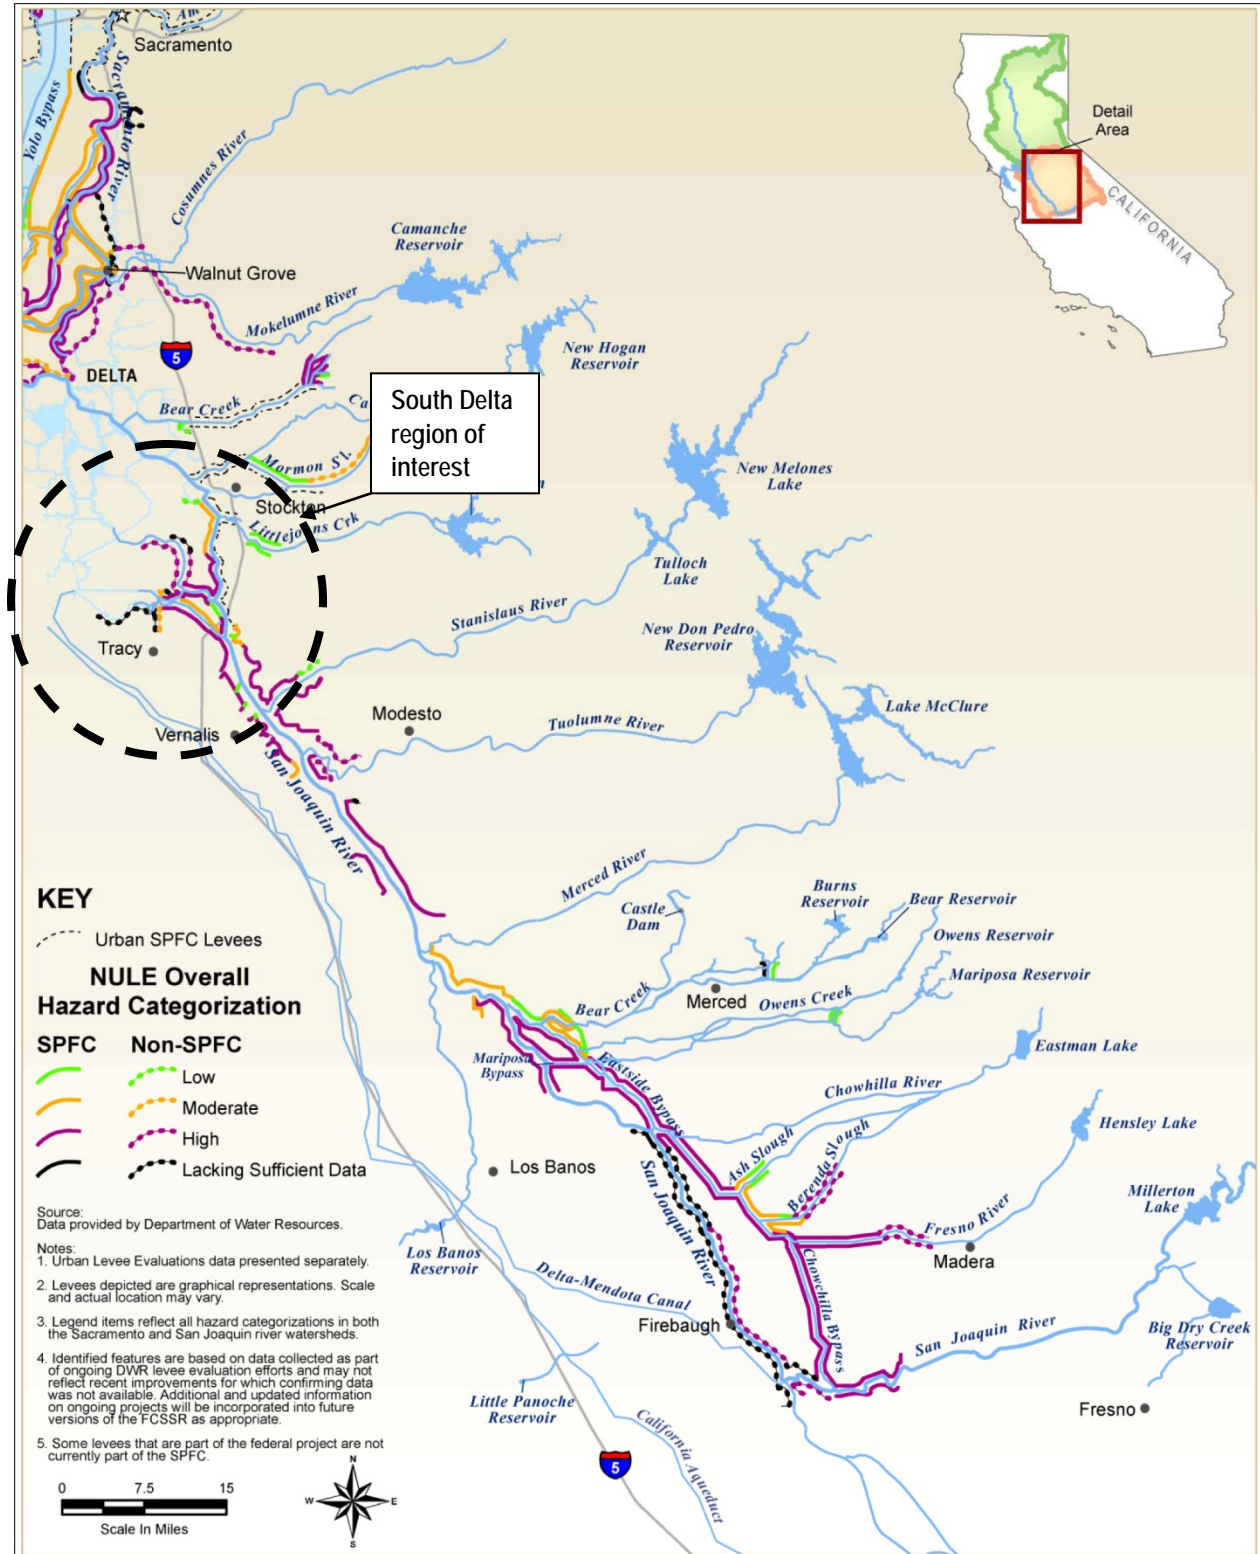 Am
Sacramento
Yolo Bypass
Sacramento River
Cosumnes River
Detail
Area
CALIFORNIA
Camanche
Reservoir
Walnut Grove
Mokelumne River
5
New Hogan
Reservoir
DELTA
Bear Creek
Ca
South Delta
region of
interest
Mormon Sl.
Stockton
n
Littlejohns Crk
New Melones
Lake
Tulloch
Lake
Stanislaus River
New Don Pedro
Reservoir
Tracy
Lake McClure
Modesto
Tuolumne River
Vernalis
San Joaquin River
Merced River
Castle
Dam
Burns
Reservoir
Bear Reservoir
Owens Reservoir
Mariposa Reservoir
Bear Creek
Merced
Owens Creek
Eastman Lake
Mariposa
Bypass
Eastside Bypass
Chowhilla River
Hensley Lake
Ash Slough
Berenda Slough
Los Banos
San Joaquin River
Millerton
Lake
Fresno River
Madera
Los Banos
Reservoir
Delta-Mendota Canal
Chowchilla Bypass
Firebaugh
San Joaquin River
Big Dry Creek
Reservoir
Little Panoche
Reservoir
California Aqueduct
Fresno
5
KEY
Urban SPFC Levees
NULE Overall
Hazard Categorization
SPFC Non-SPFC
Low
Moderate
High
Lacking Sufficient Data
Source:
Data provided by Department of Water Resources.
Notes:
1. Urban Levee Evaluations data presented separately.
2. Levees depicted are graphical representations. Scale
and actual location may vary.
3. Legend items reflect all hazard categorizations in both
the Sacramento and San Joaquin river watersheds.
4. Identified features are based on data collected as part
of ongoing DWR levee evaluation efforts and may not
reflect recent improvements for which confirming data
was not available. Additional and updated information
on ongoing projects will be incorporated into future
versions of the FCSSR as appropriate.
5. Some levees that are part of the federal project are not
currently part of the SPFC.
0 7.5 15
Scale In Miles
N
W E
S